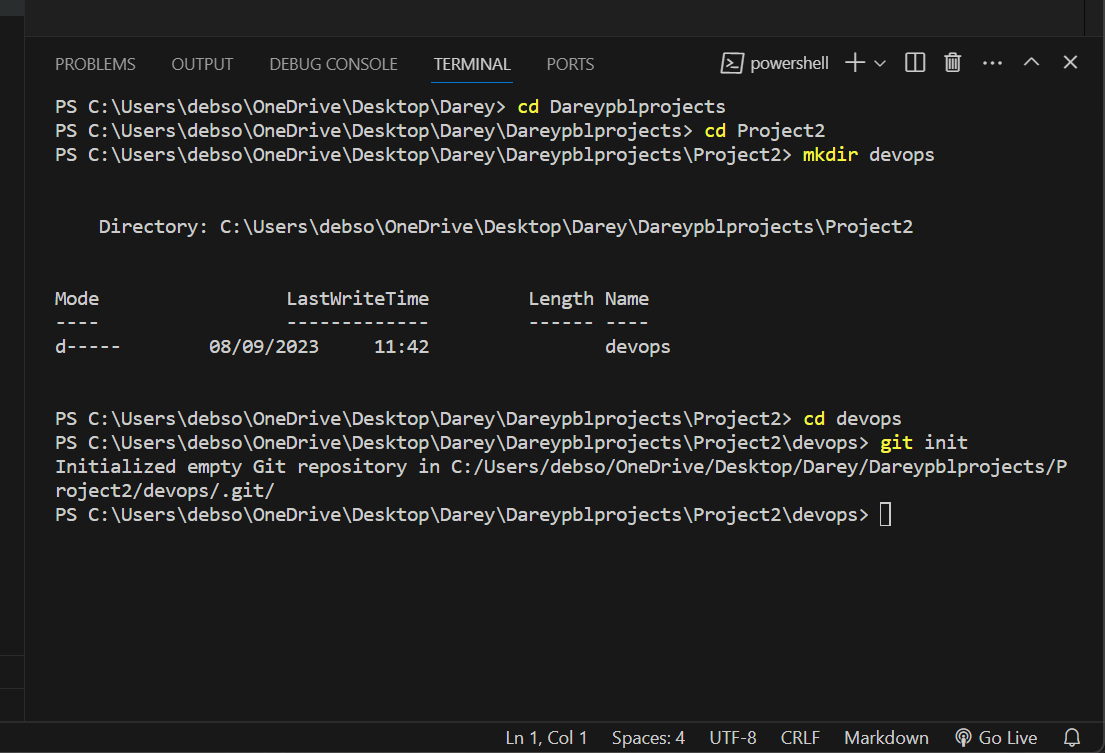 PROBLEMS OUTPUT DEBUG CONSOLE TERMINAL PORTS powershell
PS C:\Users\debso\OneDrive\Desktop\Darey> cd Dareypblprojects
PS C:\Users\debso\OneDrive\Desktop\Darey\Dareypblprojects> cd Project2
PS C:\Users\debso\OneDrive\Desktop\Darey\Dareypblprojects\Project2> mkdir devops
Directory: C:\Users\debso\OneDrive\Desktop\Darey\Dareypblprojects\Project2
Mode LastWriteTime Length Name
---- ------------- ------ ----
d----- 08/09/2023 11:42 devops
PS C:\Users\debso\OneDrive\Desktop\Darey\Dareypblprojects\Project2> cd devops
PS C:\Users\debso\OneDrive\Desktop\Darey\Dareypblprojects\Project2\devops> git init
Initialized empty Git repository in C:/Users/debso/OneDrive/Desktop/Darey/Dareypblprojects/P
roject2/devops/.git/
PS C:\Users\debso\OneDrive\Desktop\Darey\Dareypblprojects\Project2\devops>
Ln 1, Col 1 Spaces: 4 UTF-8 CRLF Markdown Go Live